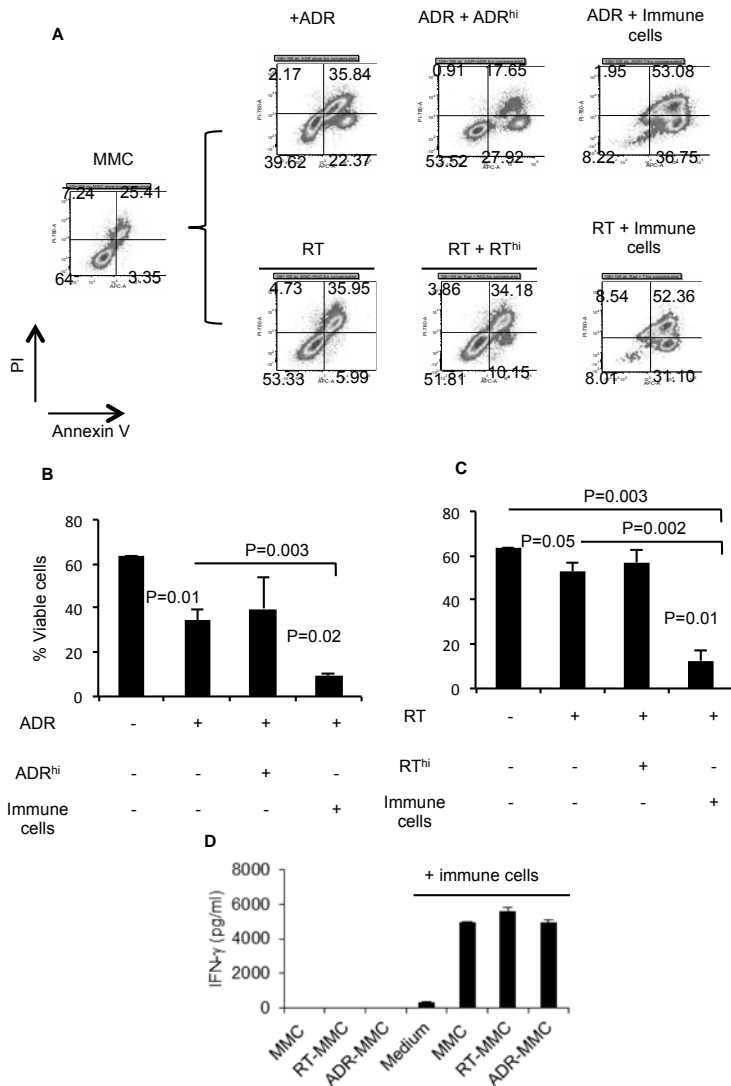 A
+ADR
ADR + ADRhi
ADR + Immune cells
2.17 35.84
39.62 22.37
0.91 17.65
53.52 27.92
.95 53.08
8.22 36.75
MMC
7.24 25.41
64 3.35
RT
RT + RThi
RT + Immune cells
4.73 35.95
53.33 5.99
3.86 34.18
51.81 10.15
8.54 52.36
8.01 31.10
PI-760-A
APC-A
PI
Annexin V
B
% Viable cells
80
60
40
20
0
P=0.01
P=0.003
P=0.02
ADR - + + +
ADRhi - - + -
Immune cells - - - +
C
80
60
40
20
0
P=0.003
P=0.05
P=0.002
P=0.01
RT - + + +
RThi - - + -
Immune cells - - - +
D
+ immune cells
IFN-γ (pg/ml)
8000
6000
4000
2000
0
MMC
RT-MMC
ADR-MMC
Medium
MMC
RT-MMC
ADR-MMC